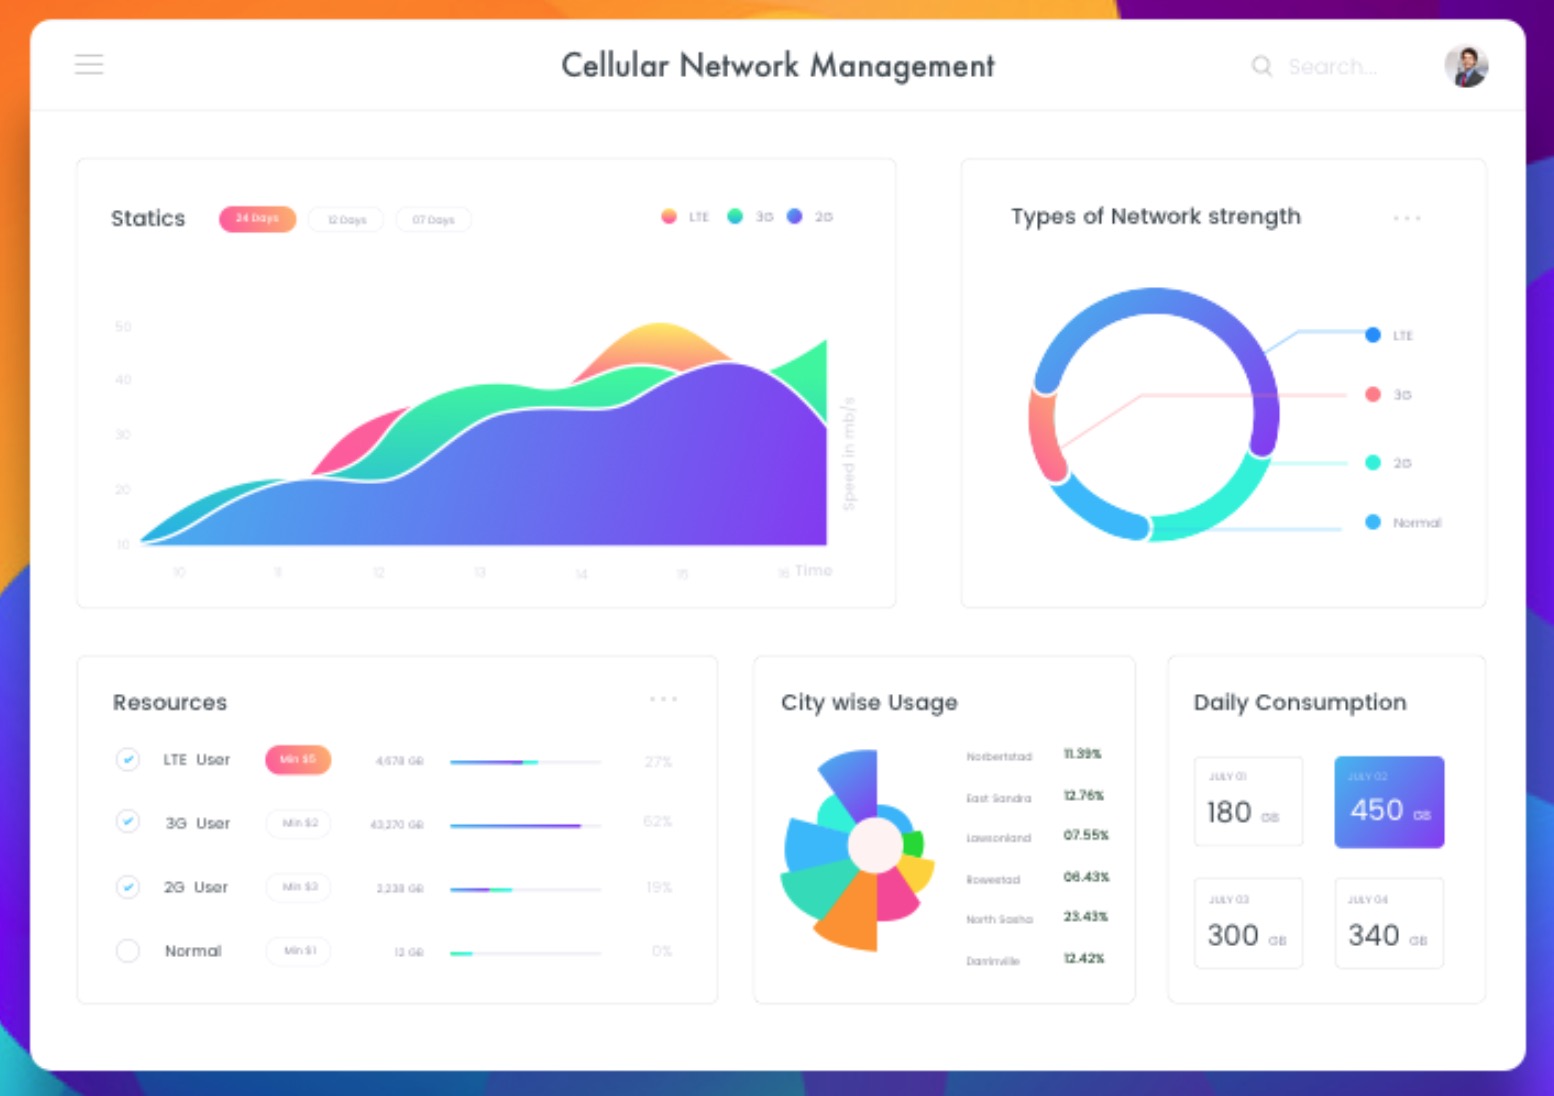 Cellular Network Management
Search...
Statics
24 Days
12 Days
07 Days
LTE
3G
2G
50
40
30
20
10
Speed in mb/s
10
11
12
13
14
15
16
Time
Types of Network strength
LTE
3G
2G
Normal
Resources
LTE User
Min $5
4,678 GB
27%
3G User
Min $2
43,270 GB
62%
2G User
Min $3
2,238 GB
19%
Normal
Min $1
12 GB
0%
City wise Usage
Norbertstad
11.39%
East Sandra
12.76%
Lawsonland
07.55%
Rowestad
06.43%
North Sasha
23.43%
Darrinville
12.42%
Daily Consumption
JULY 01
180 GB
JULY 02
450 GB
JULY 03
300 GB
JULY 04
340 GB